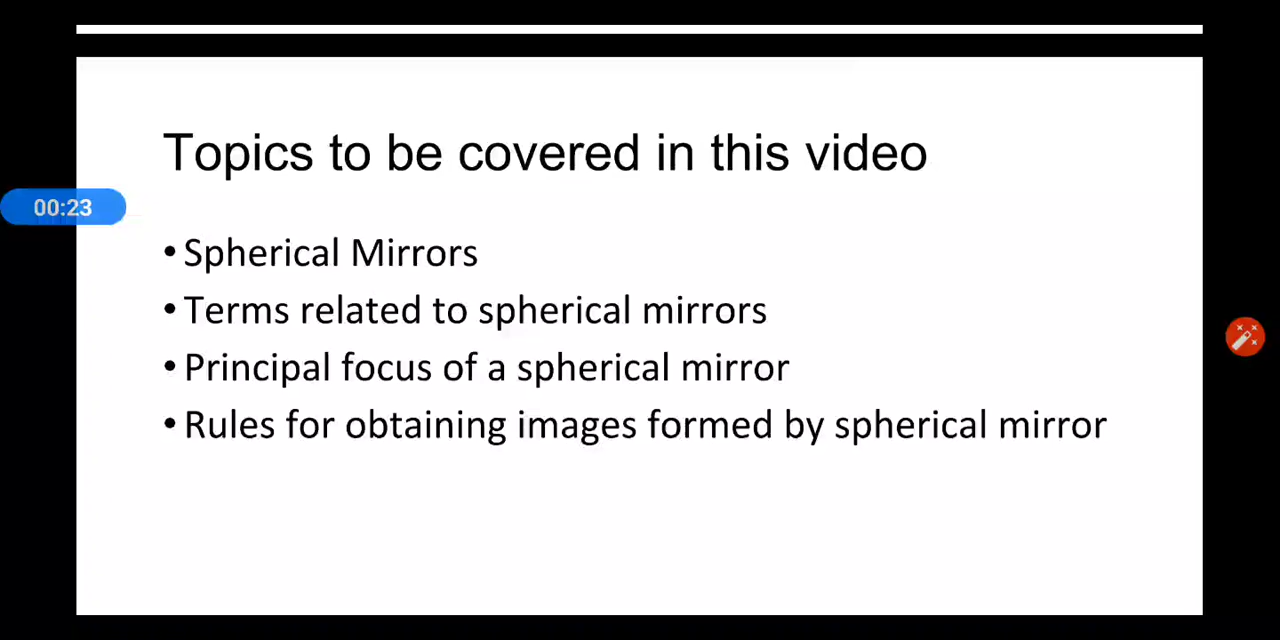 Topics to be covered in this video
00:23
• Spherical Mirrors
• Terms related to spherical mirrors
• Principal focus of a spherical mirror
• Rules for obtaining images formed by spherical mirror